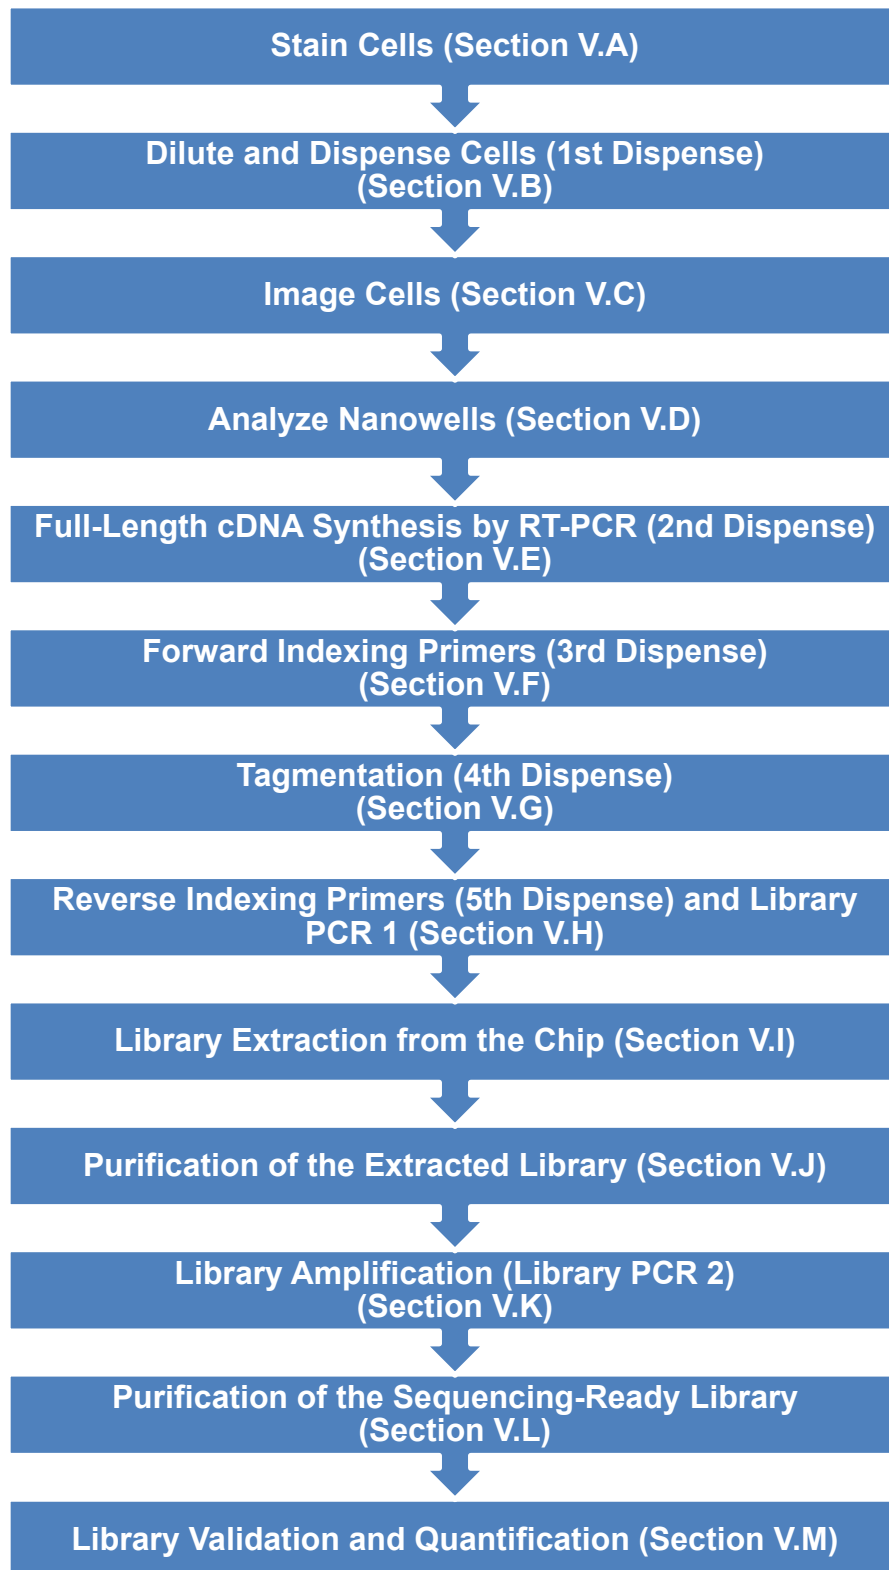 Stain Cells (Section V.A)
Dilute and Dispense Cells (1st Dispense)
(Section V.B)
Image Cells (Section V.C)
Analyze Nanowells (Section V.D)
Full-Length cDNA Synthesis by RT-PCR (2nd Dispense)
(Section V.E)
Forward Indexing Primers (3rd Dispense)
(Section V.F)
Tagmentation (4th Dispense)
(Section V.G)
Reverse Indexing Primers (5th Dispense) and Library
PCR 1 (Section V.H)
Library Extraction from the Chip (Section V.I)
Purification of the Extracted Library (Section V.J)
Library Amplification (Library PCR 2)
(Section V.K)
Purification of the Sequencing-Ready Library
(Section V.L)
Library Validation and Quantification (Section V.M)